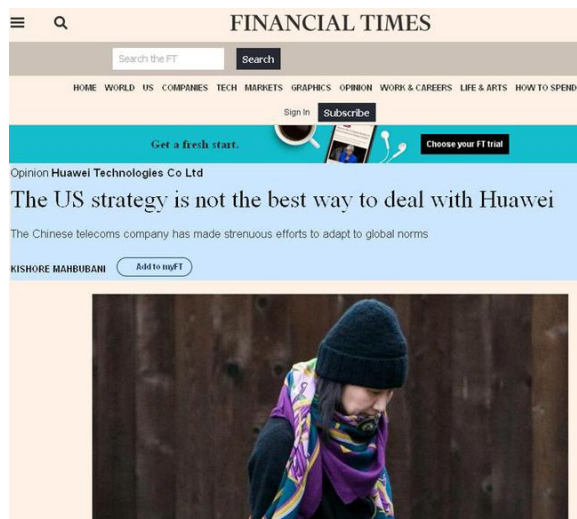 FINANCIAL TIMES
Search the FT
Search
HOME WORLD US COMPANIES TECH MARKETS GRAPHICS OPINION WORK & CAREERS LIFE & ARTS HOW TO SPEND
Sign In Subscribe
Get a fresh start. Choose your FT trial
Opinion Huawei Technologies Co Ltd
The US strategy is not the best way to deal with Huawei
The Chinese telecoms company has made strenuous efforts to adapt to global norms
KISHORE MAHBUBANI Add to myFT